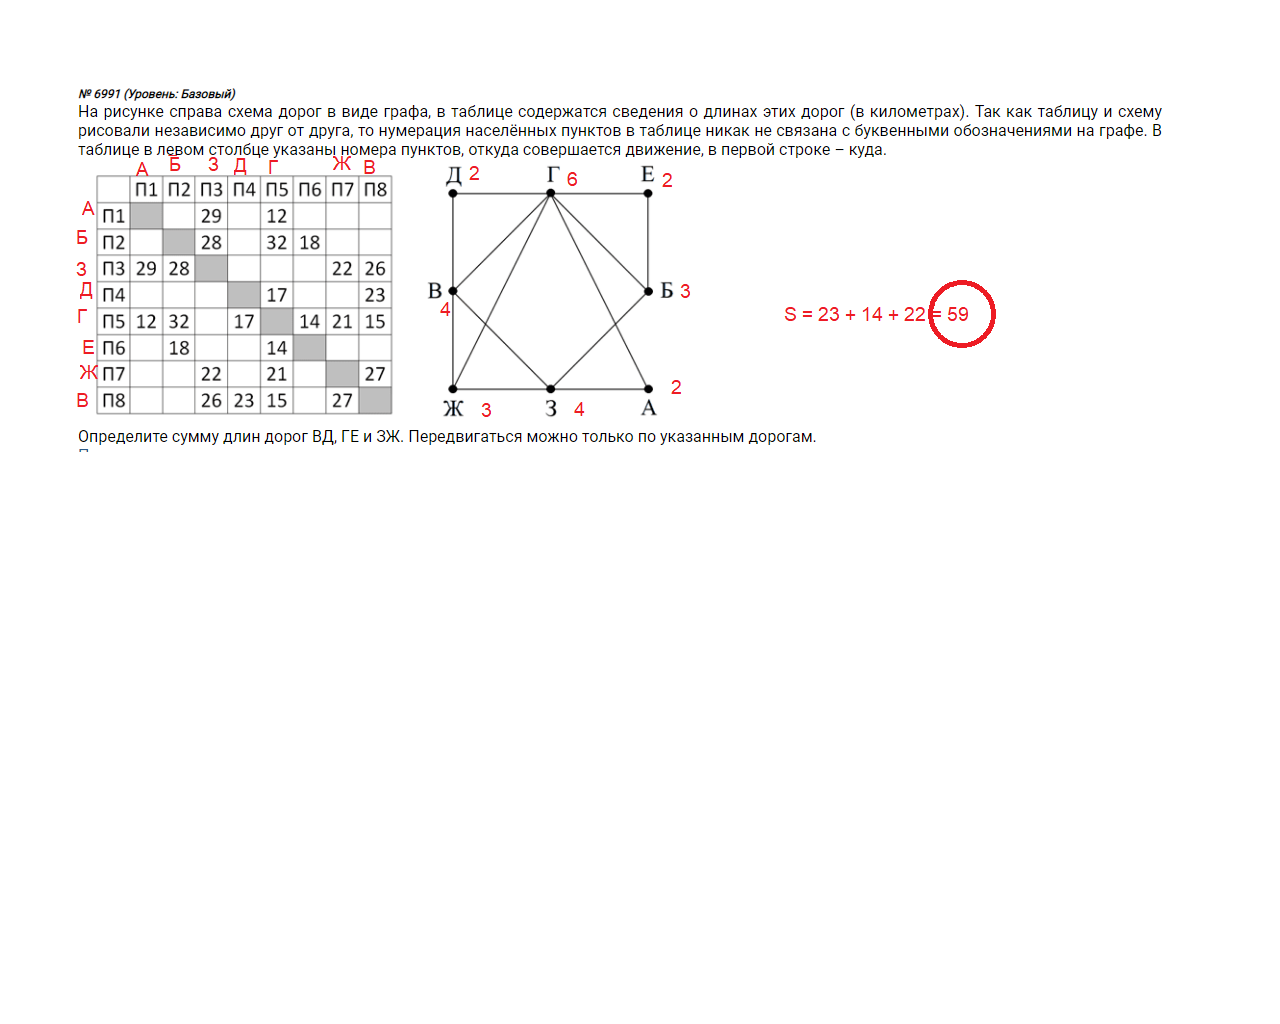 № 6991 (Уровень: Базовый)
На рисунке справа схема дорог в виде графа, в таблице содержатся сведения о длинах этих дорог (в километрах). Так как таблицу и схему
рисовали независимо друг от друга, то нумерация населённых пунктов в таблице никак не связана с буквенными обозначениями на графе. В
таблице в левом столбце указаны номера пунктов, откуда совершается движение, в первой строке – куда.
А Б З Д Г Ж В
П1 П2 П3 П4 П5 П6 П7 П8
А П1 29 12
Б П2 28 32 18
З П3 29 28 22 26
Д П4 17 23
Г П5 12 32 17 14 21 15
Е П6 18 14
Ж П7 22 21 27
В П8 26 23 15 27
Д 2 Г 6 Е 2
В 4 Б 3
Ж 3 З 4 А 2
S = 23 + 14 + 22 = 59
Определите сумму длин дорог ВД, ГЕ и ЗЖ. Передвигаться можно только по указанным дорогам.